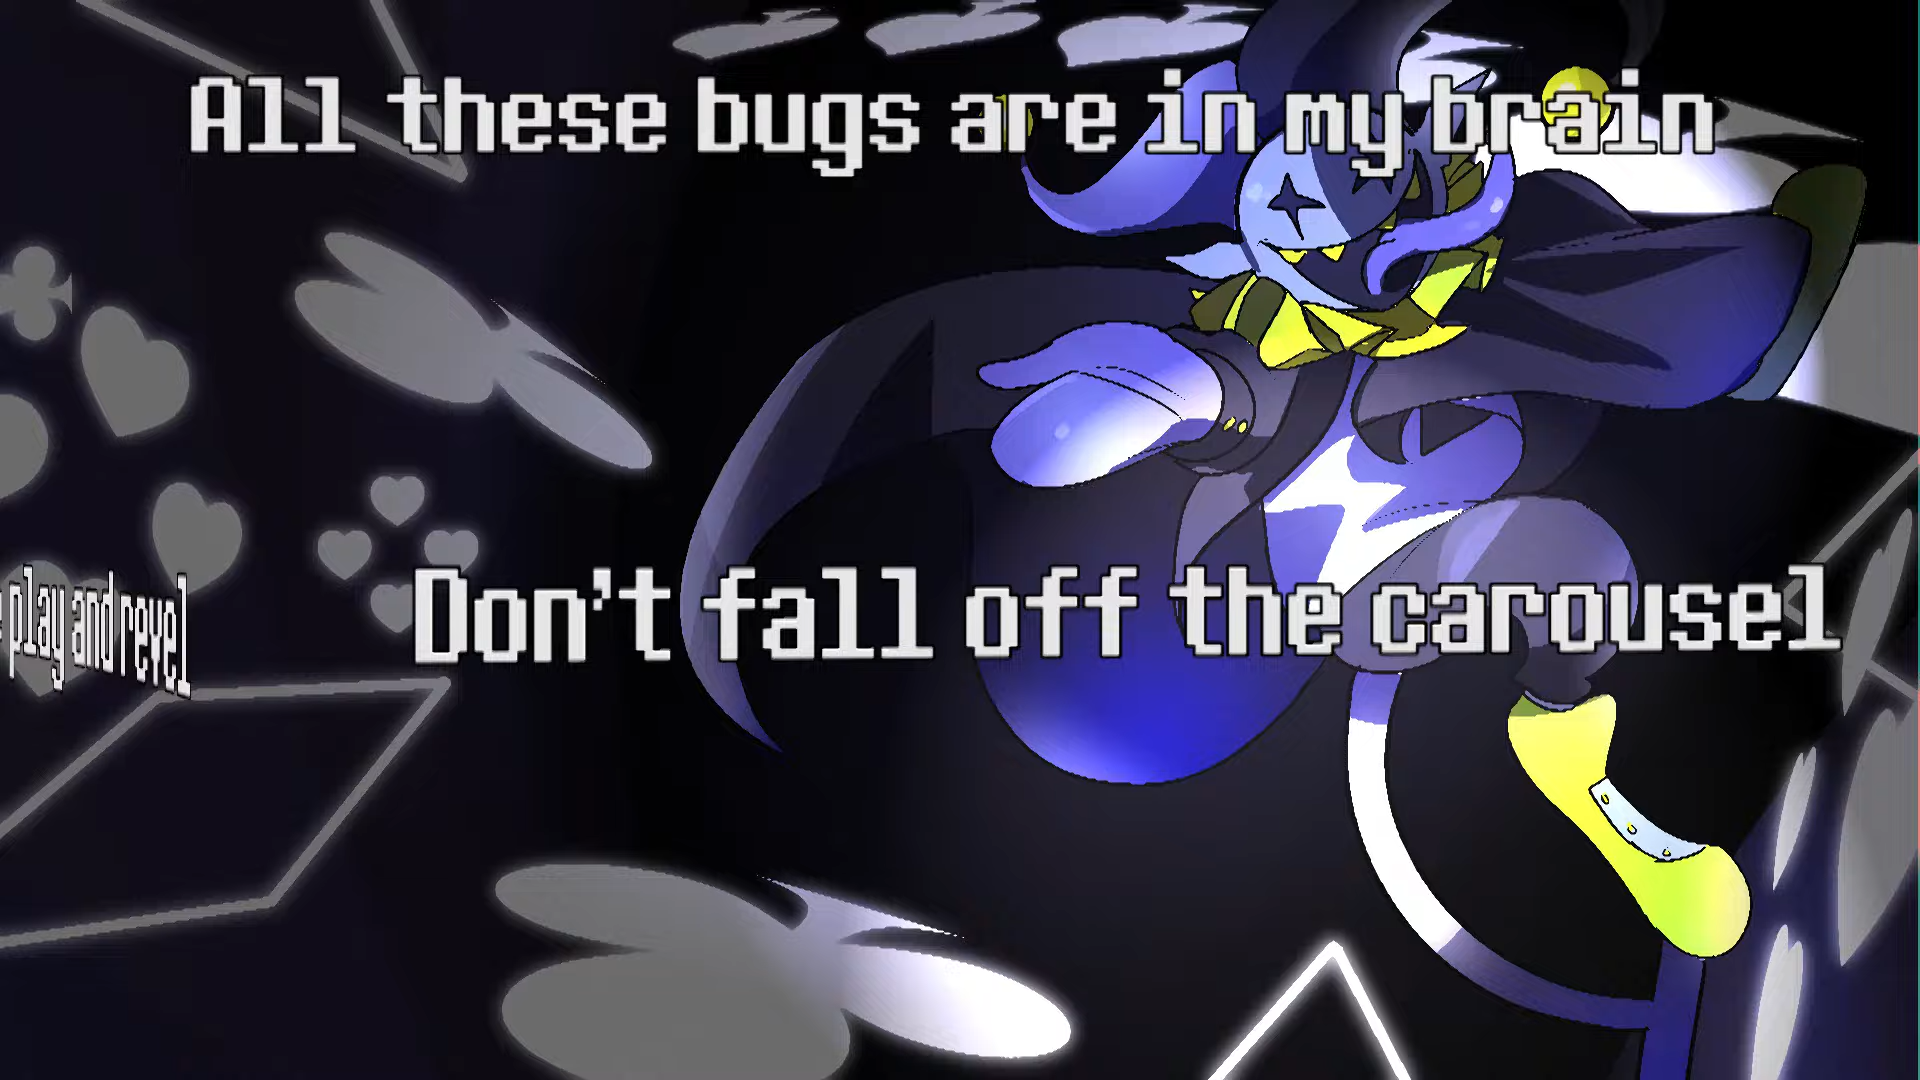 All these bugs are in my brain
play and revel
Don't fall off the carousel